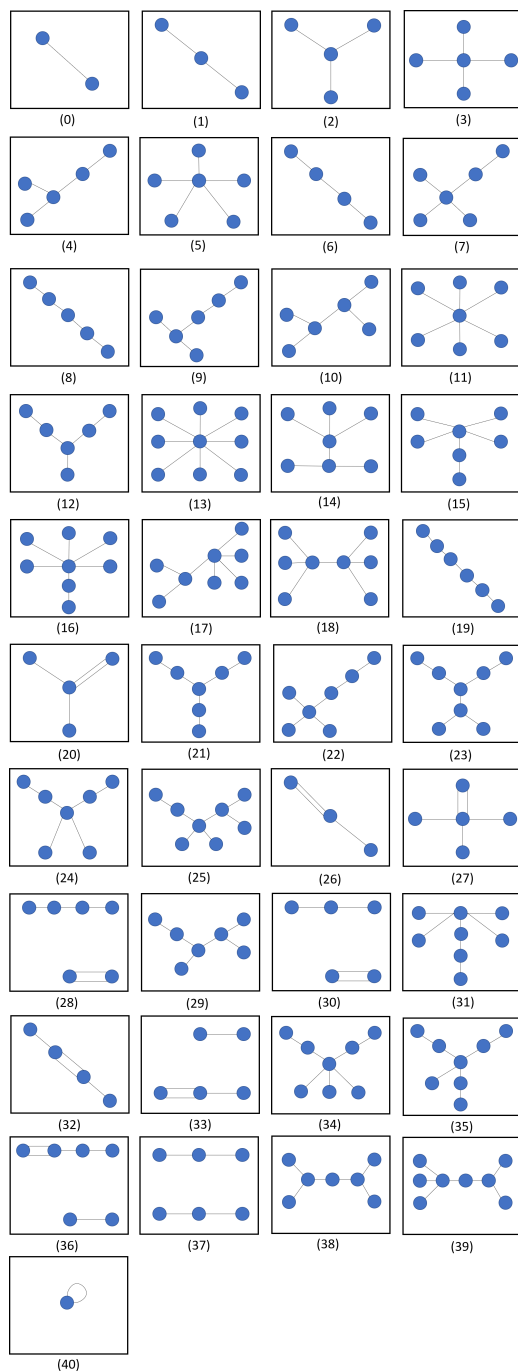 (0) (1) (2) (3)
(4) (5) (6) (7)
(8) (9) (10) (11)
(12) (13) (14) (15)
(16) (17) (18) (19)
(20) (21) (22) (23)
(24) (25) (26) (27)
(28) (29) (30) (31)
(32) (33) (34) (35)
(36) (37) (38) (39)
(40)